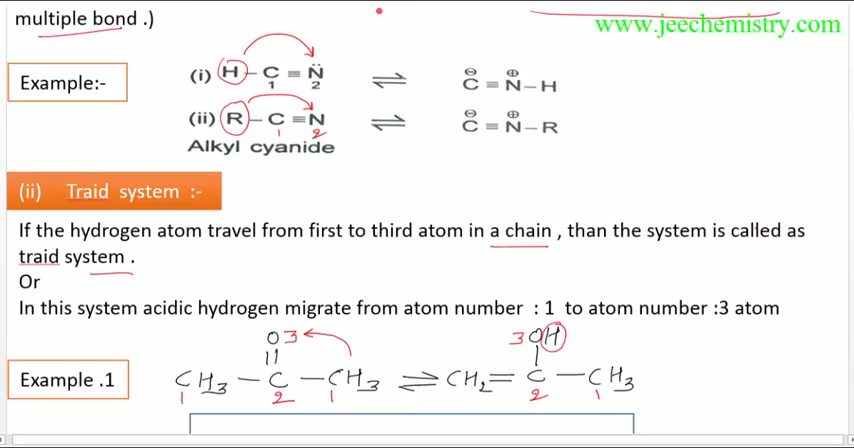 multiple bond .)
www.jeechemistry.com
Example:-
(i) H – C ≡ N̈ ⇌ C⊖ ≡ N⊕ – H
1 2
(ii) R – C ≡ N ⇌ C⊖ ≡ N⊕ – R
1 2
Alkyl cyanide
(ii) Traid system :-
If the hydrogen atom travel from first to third atom in a chain , than the system is called as
traid system .
Or
In this system acidic hydrogen migrate from atom number : 1 to atom number :3 atom
O 3 3 OH
|| |
Example .1 CH3 – C – CH3 ⇌ CH2 = C – CH3
1 2 1 2 1